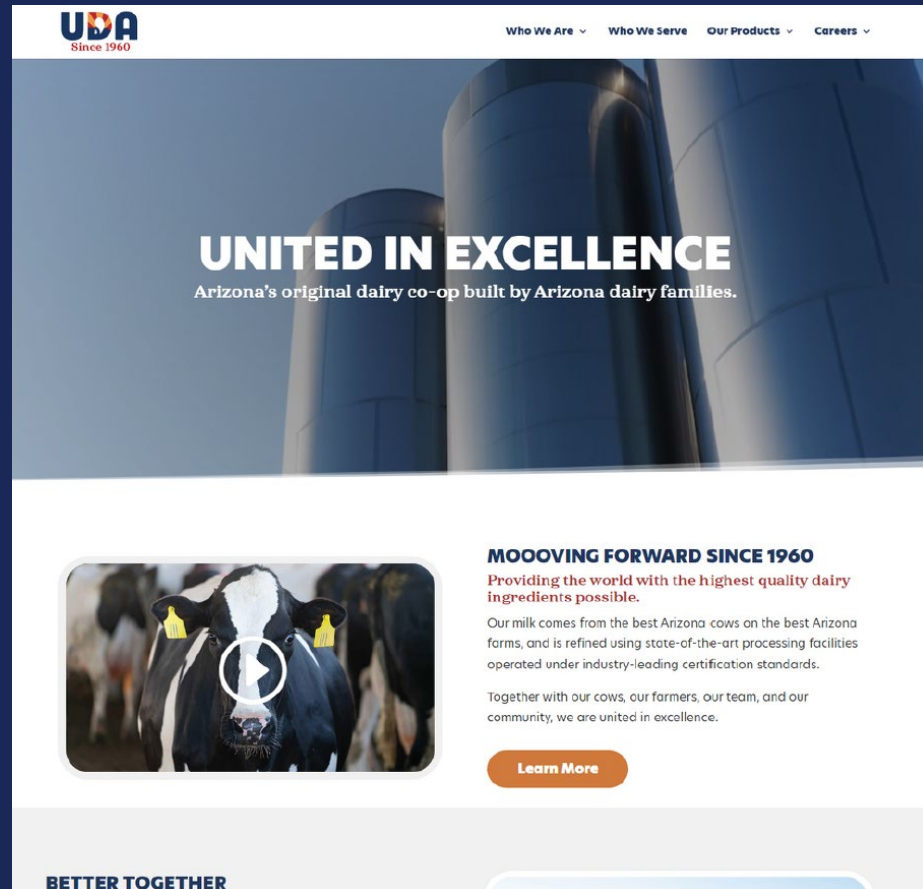 UDA
Since 1960
Who We Are
Who We Serve
Our Products
Careers
UNITED IN EXCELLENCE
Arizona's original dairy co-op built by Arizona dairy families.
MOOOVING FORWARD SINCE 1960
Providing the world with the highest quality dairy
ingredients possible.
Our milk comes from the best Arizona cows on the best Arizona
farms, and is refined using state-of-the-art processing facilities
operated under industry-leading certification standards.
Together with our cows, our farmers, our team, and our
community, we are united in excellence.
Learn More
BETTER TOGETHER